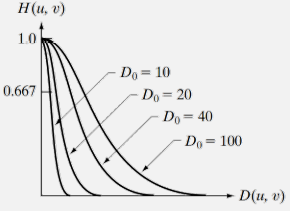 H(u, v)
1.0
D₀ = 10
0.667
D₀ = 20
D₀ = 40
D₀ = 100
D(u, v)